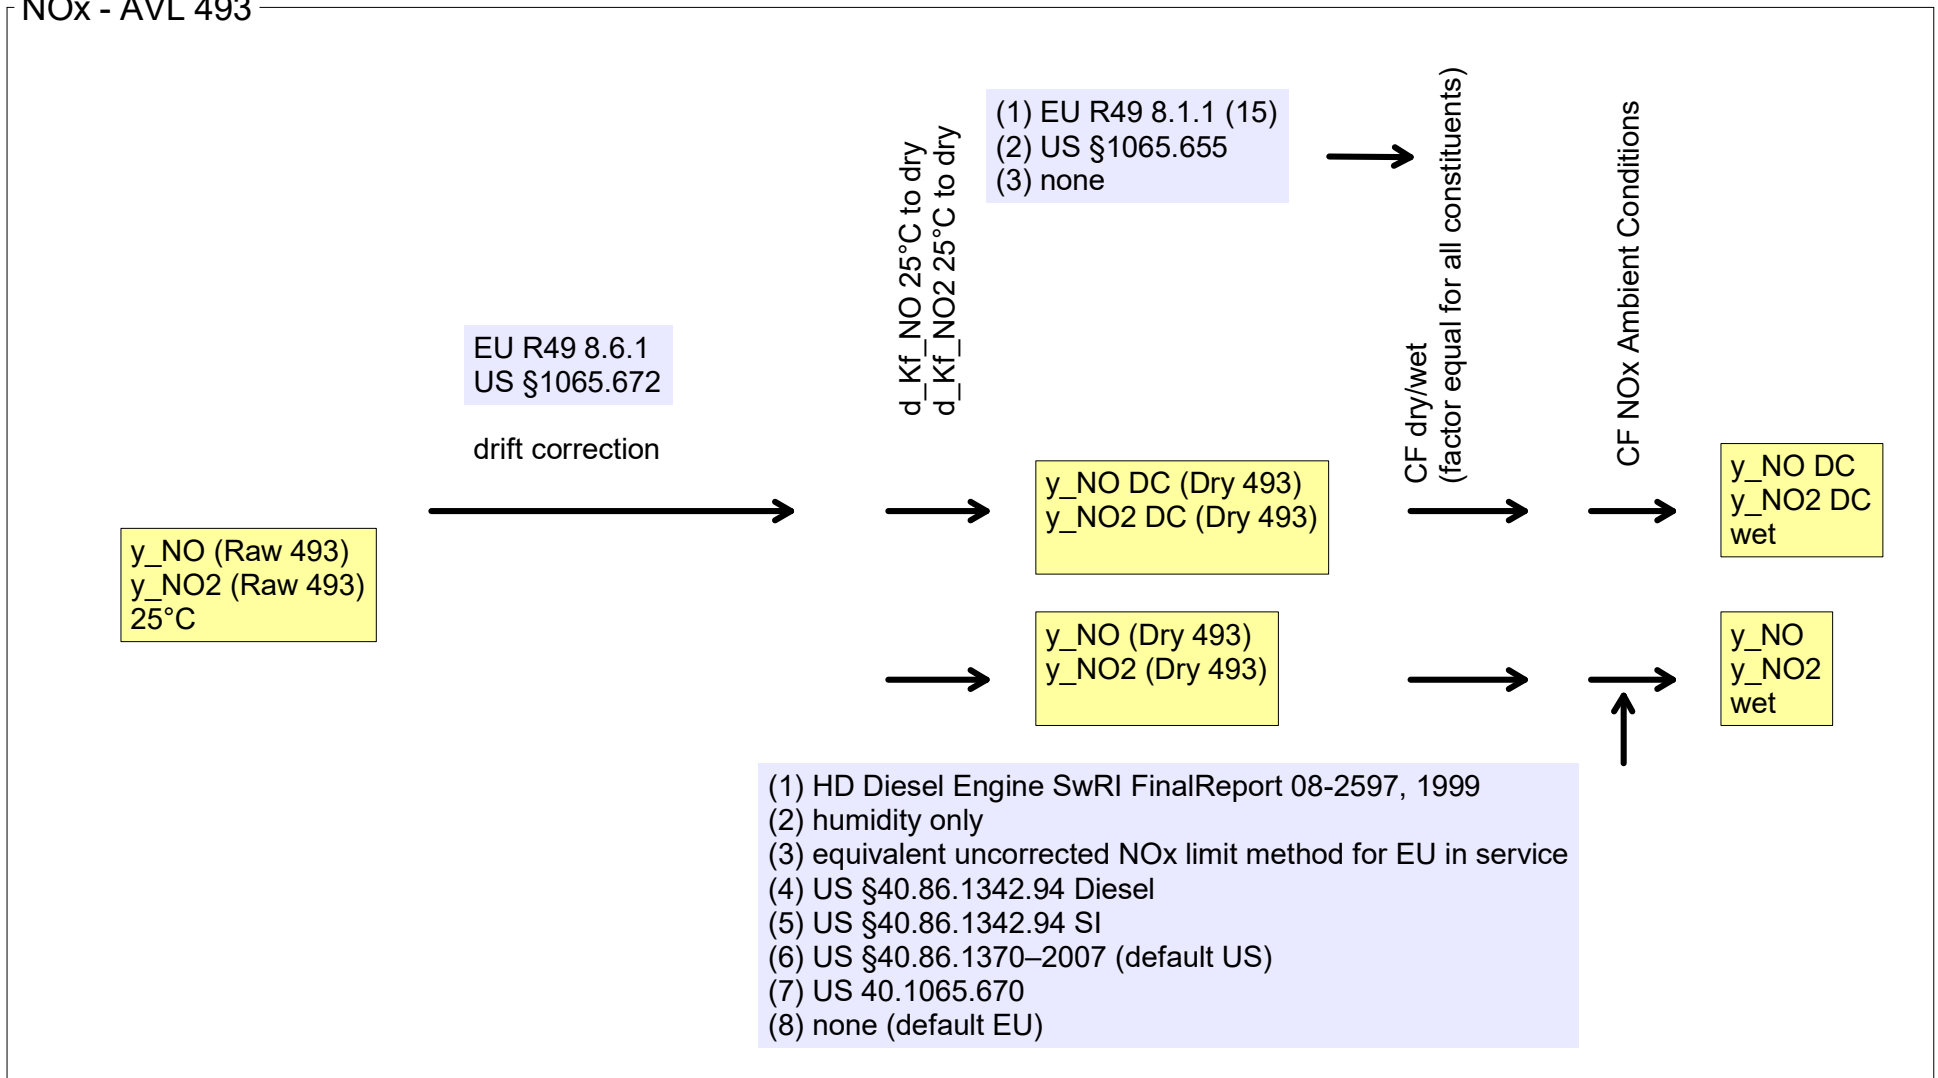 NOx - AVL 493
(1) EU R49 8.1.1 (15)
(2) US §1065.655
(3) none
d_Kf_NO 25°C to dry
d_Kf_NO2 25°C to dry
CF dry/wet
(factor equal for all constituents)
CF NOx Ambient Conditions
EU R49 8.6.1
US §1065.672
drift correction
y_NO (Raw 493)
y_NO2 (Raw 493)
25°C
y_NO DC (Dry 493)
y_NO2 DC (Dry 493)
y_NO DC
y_NO2 DC
wet
y_NO (Dry 493)
y_NO2 (Dry 493)
y_NO
y_NO2
wet
(1) HD Diesel Engine SwRI FinalReport 08-2597, 1999
(2) humidity only
(3) equivalent uncorrected NOx limit method for EU in service
(4) US §40.86.1342.94 Diesel
(5) US §40.86.1342.94 SI
(6) US §40.86.1370–2007 (default US)
(7) US 40.1065.670
(8) none (default EU)